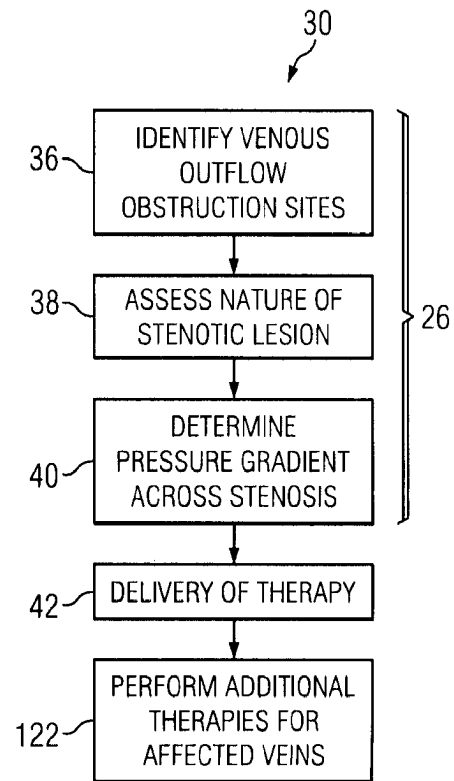 30
36
IDENTIFY VENOUS
OUTFLOW
OBSTRUCTION SITES
38
ASSESS NATURE OF
STENOTIC LESION
26
40
DETERMINE
PRESSURE GRADIENT
ACROSS STENOSIS
42
DELIVERY OF THERAPY
122
PERFORM ADDITIONAL
THERAPIES FOR
AFFECTED VEINS